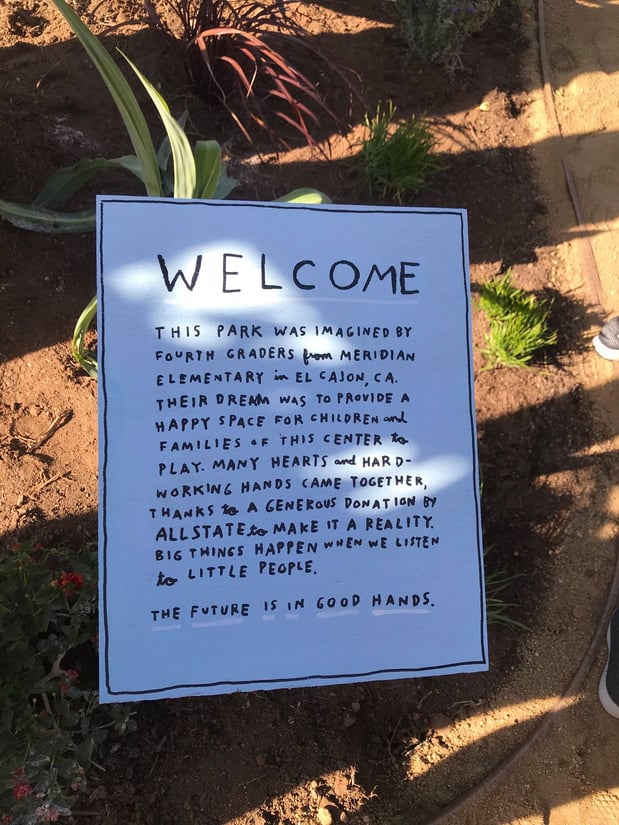 WELCOME
THIS PARK WAS IMAGINED BY
FOURTH GRADERS from MERIDIAN
ELEMENTARY in EL CAJON, CA.
THEIR DREAM WAS TO PROVIDE A
HAPPY SPACE FOR CHILDREN and
FAMILIES OF THIS CENTER to
PLAY. MANY HEARTS and HARD-
WORKING HANDS CAME TOGETHER,
THANKS to A GENEROUS DONATION BY
ALLSTATE to MAKE IT A REALITY.
BIG THINGS HAPPEN WHEN WE LISTEN
to LITTLE PEOPLE.
THE FUTURE IS IN GOOD HANDS.